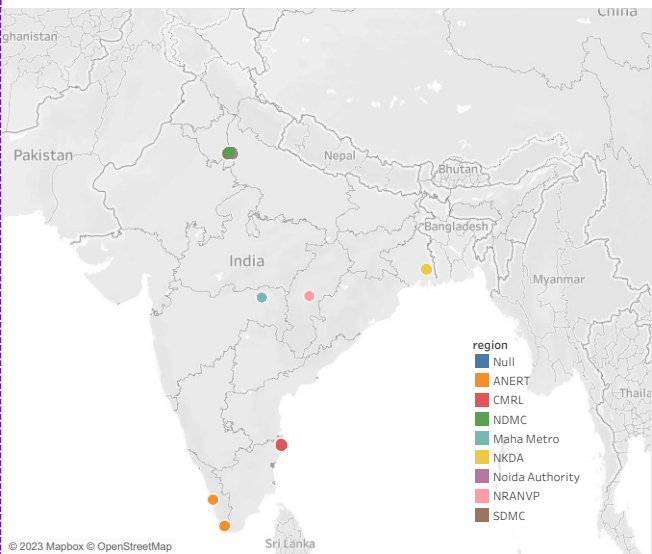 China
ghanistan
Pakistan
Nepal
Bhutan
Bangladesh
India
Myanmar
region
Null
ANERT
CMRL
Thaila
NDMC
Maha Metro
NKDA
Noida Authority
NRANVP
SDMC
Sri Lanka
© 2023 Mapbox © OpenStreetMap